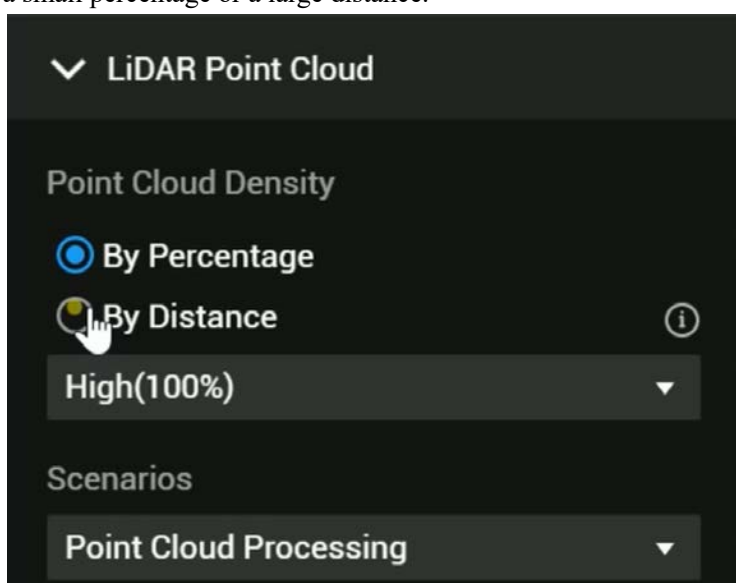 a small percentage of a large distance.
LiDAR Point Cloud
Point Cloud Density
By Percentage
By Distance
High(100%)
Scenarios
Point Cloud Processing